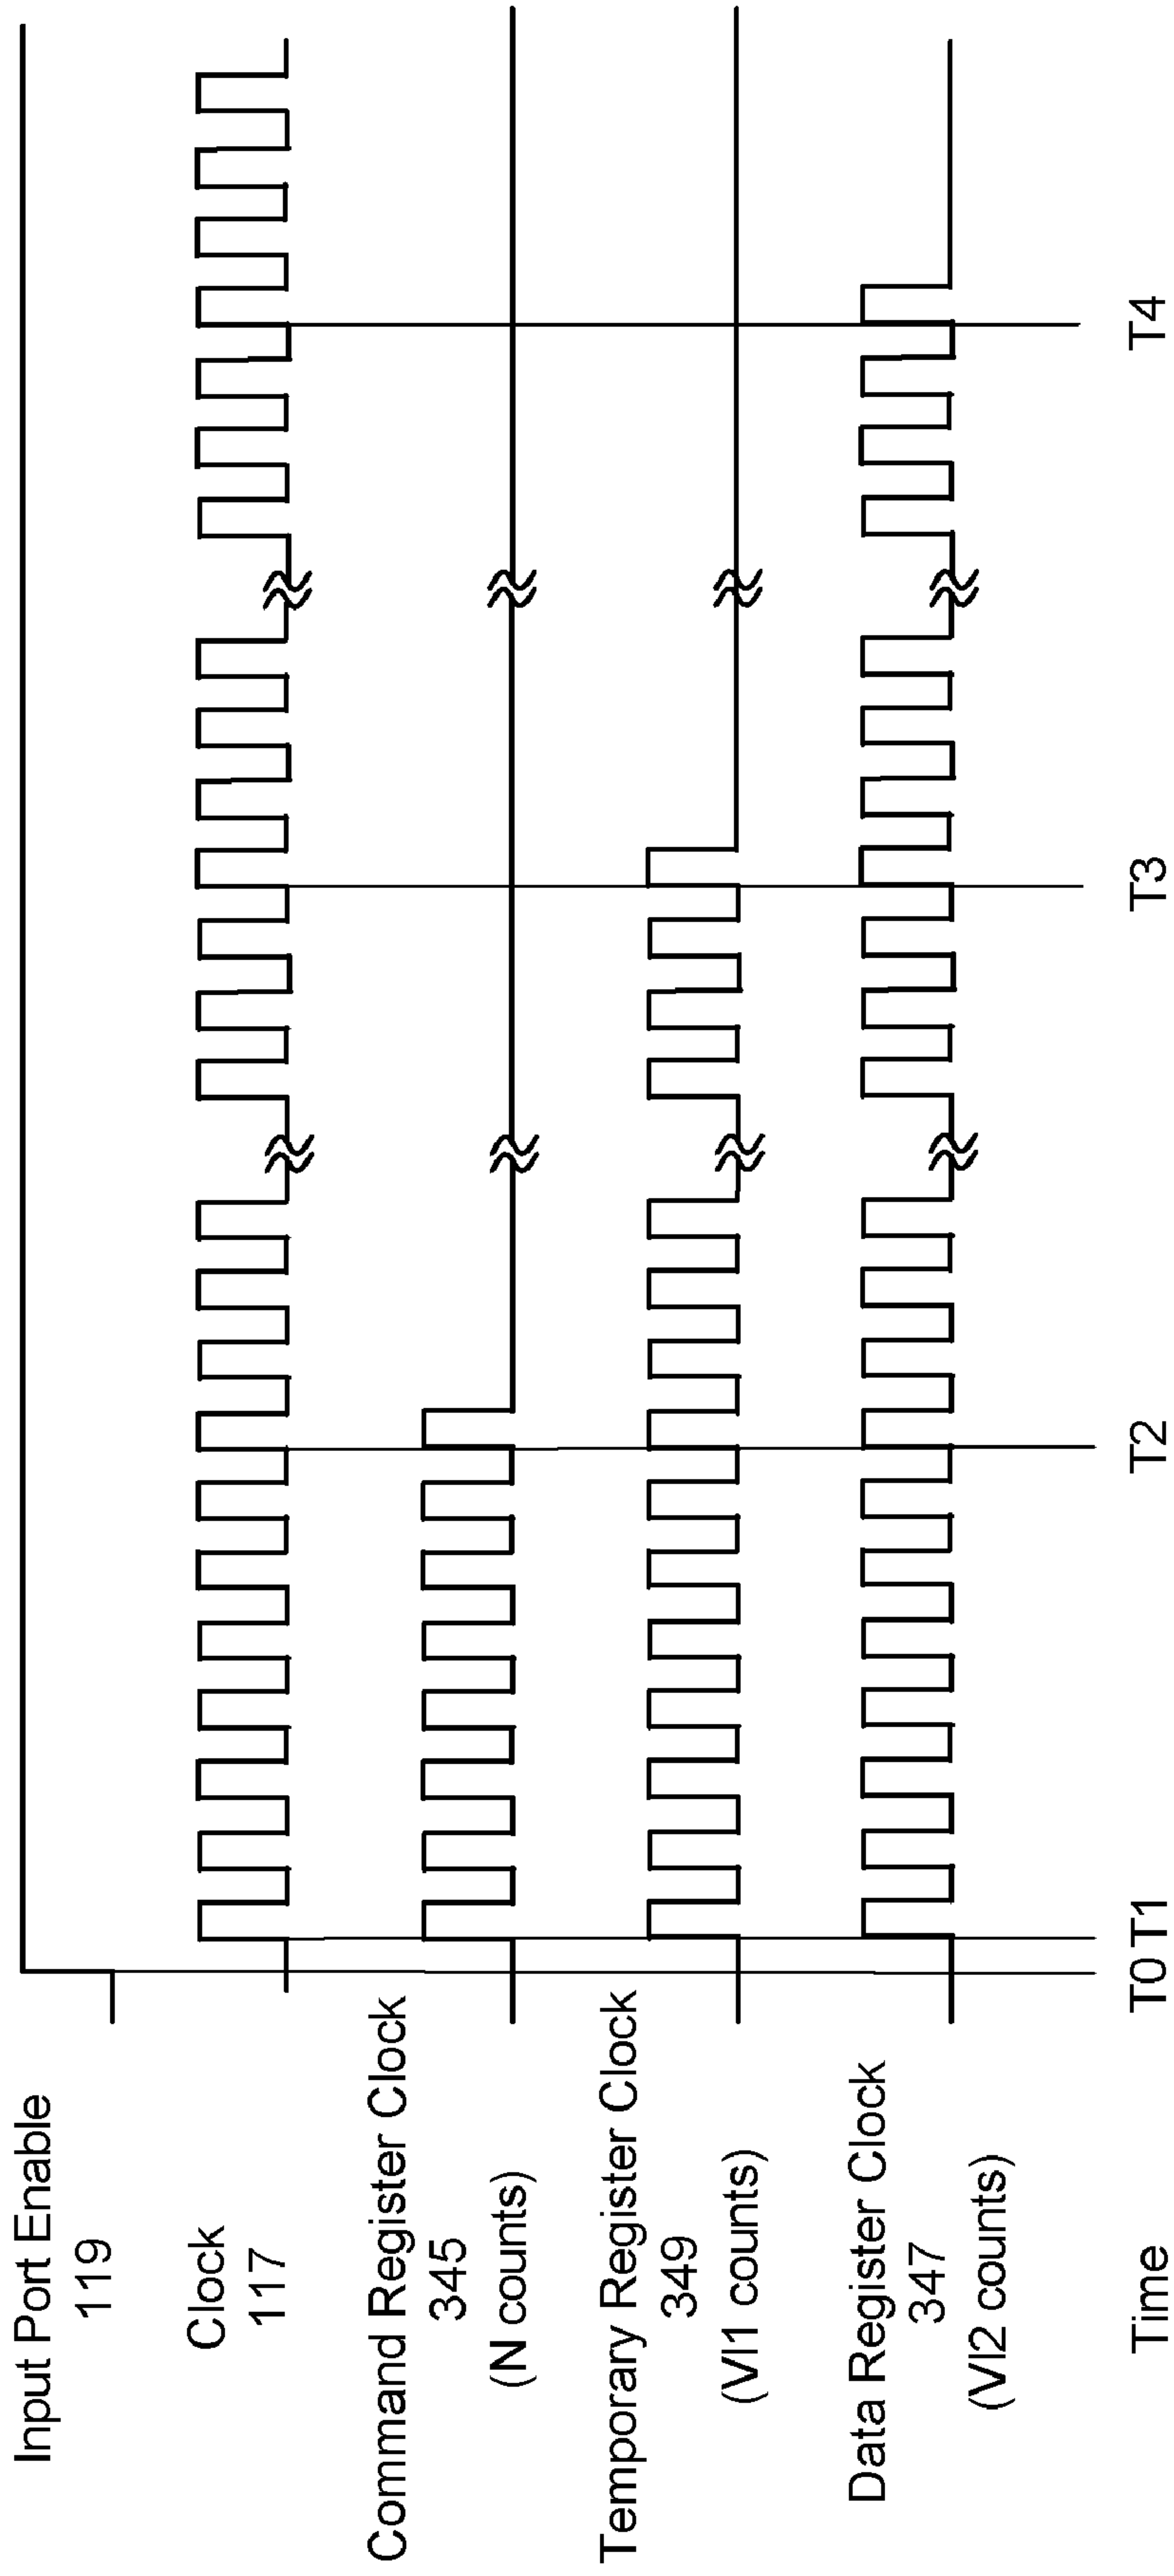 Input Port Enable
119
Clock
117
Command Register Clock
345
(N counts)
Temporary Register Clock
349
(VI1 counts)
Data Register Clock
347
(VI2 counts)
Time T0 T1 T2 T3 T4